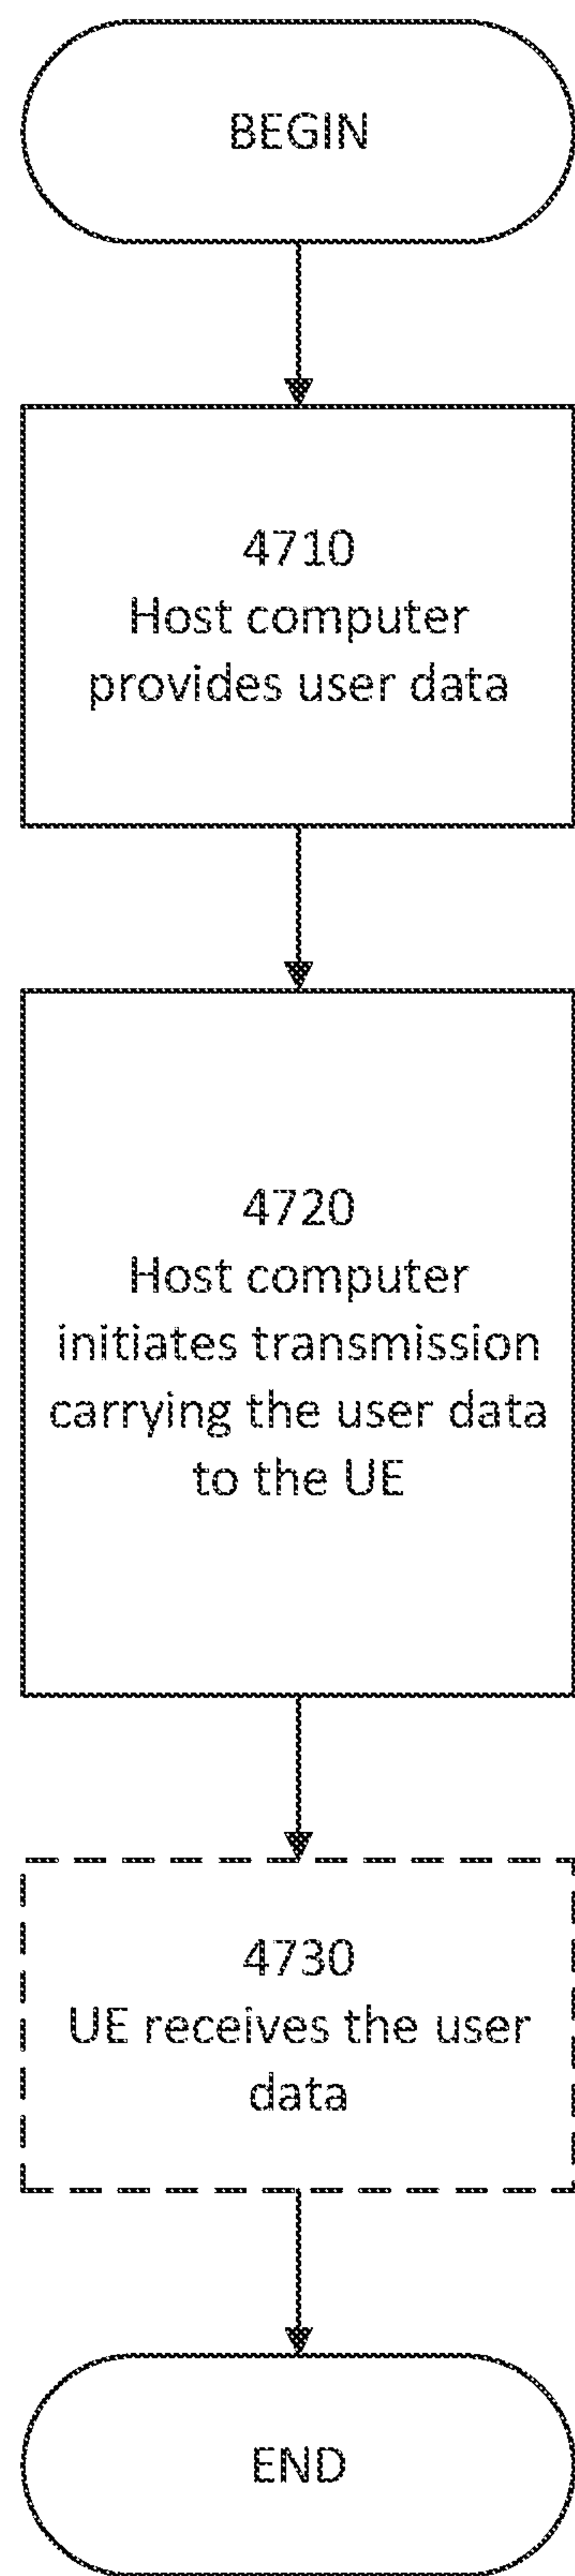 BEGIN
4710
Host computer
provides user data
4720
Host computer
initiates transmission
carrying the user data
to the UE
4730
UE receives the user
data
END